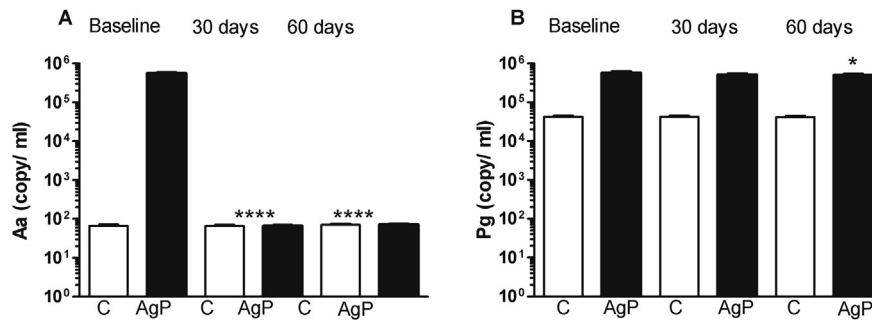 A
Baseline 30 days 60 days
Aa (copy/ ml)
10⁶
10⁵
10⁴
10³
10²
10¹
10⁰
**** ****
C AgP C AgP C AgP
B
Baseline 30 days 60 days
Pg (copy/ ml)
10⁶
10⁵
10⁴
10³
10²
10¹
10⁰
*
C AgP C AgP C AgP